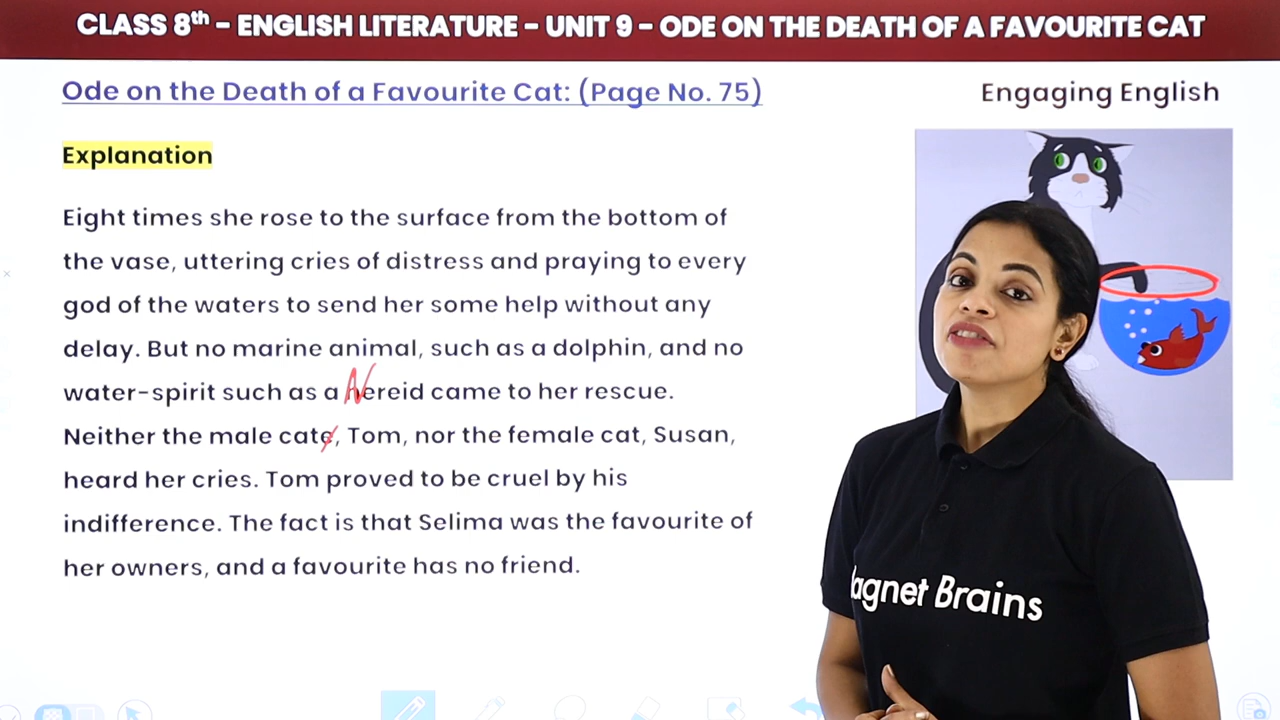 CLASS 8th - ENGLISH LITERATURE - UNIT 9 - ODE ON THE DEATH OF A FAVOURITE CAT
Ode on the Death of a Favourite Cat: (Page No. 75)
Engaging English
Explanation
Eight times she rose to the surface from the bottom of
the vase, uttering cries of distress and praying to every
god of the waters to send her some help without any
delay. But no marine animal, such as a dolphin, and no
water-spirit such as a Nereid came to her rescue.
Neither the male cate, Tom, nor the female cat, Susan,
heard her cries. Tom proved to be cruel by his
indifference. The fact is that Selima was the favourite of
her owners, and a favourite has no friend.
agnet Brains